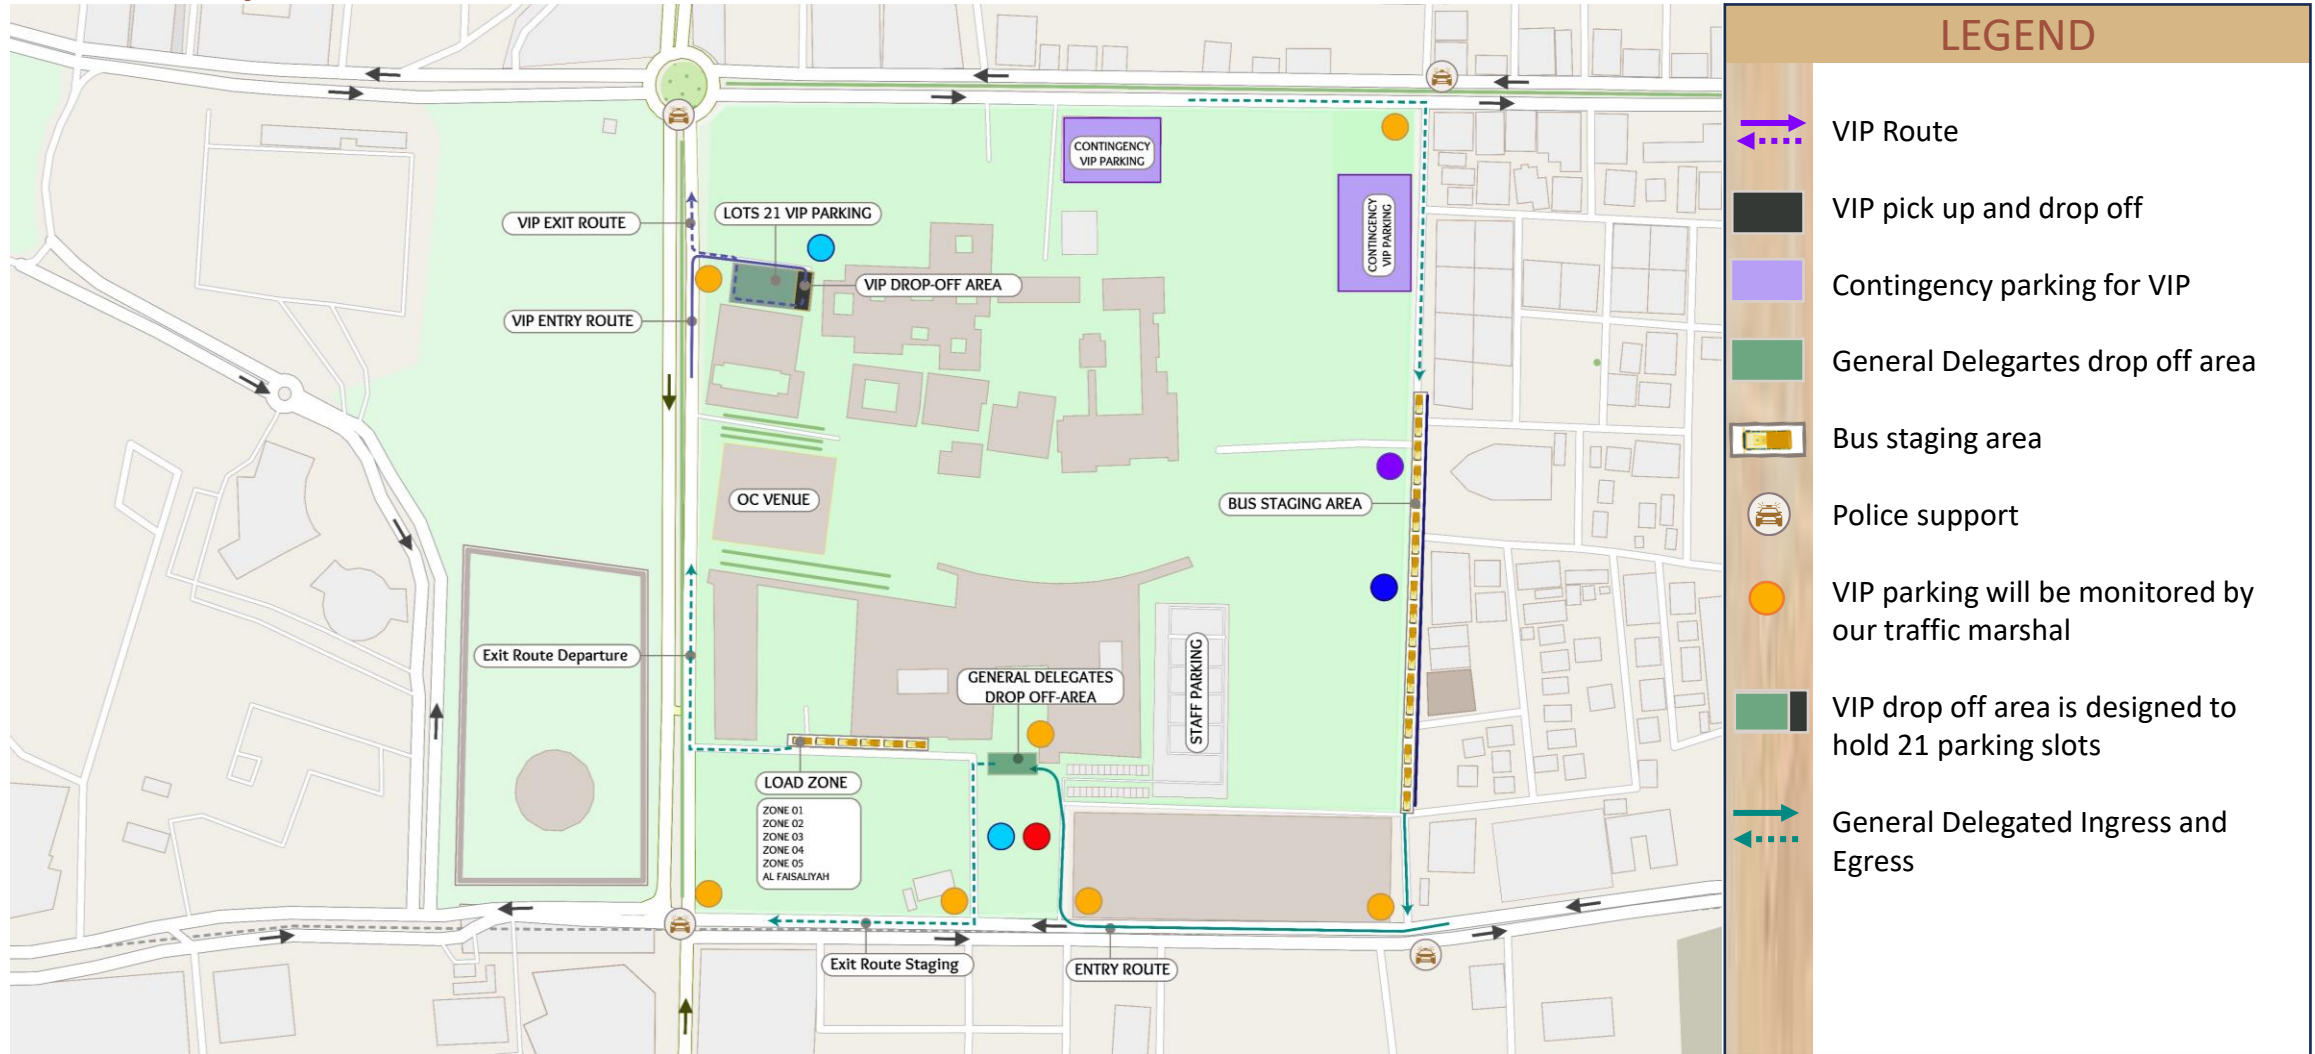 CONTINGENCY
VIP PARKING
CONTINGENCY
VIP PARKING
LOTS 21 VIP PARKING
VIP EXIT ROUTE
VIP DROP-OFF AREA
VIP ENTRY ROUTE
OC VENUE
BUS STAGING AREA
Exit Route Departure
GENERAL DELEGATES
DROP OFF-AREA
STAFF PARKING
LOAD ZONE
ZONE 01
ZONE 02
ZONE 03
ZONE 04
ZONE 05
AL FAISALIYAH
Exit Route Staging
ENTRY ROUTE
LEGEND
VIP Route
VIP pick up and drop off
Contingency parking for VIP
General Delegartes drop off area
Bus staging area
Police support
VIP parking will be monitored by
our traffic marshal
VIP drop off area is designed to
hold 21 parking slots
General Delegated Ingress and
Egress